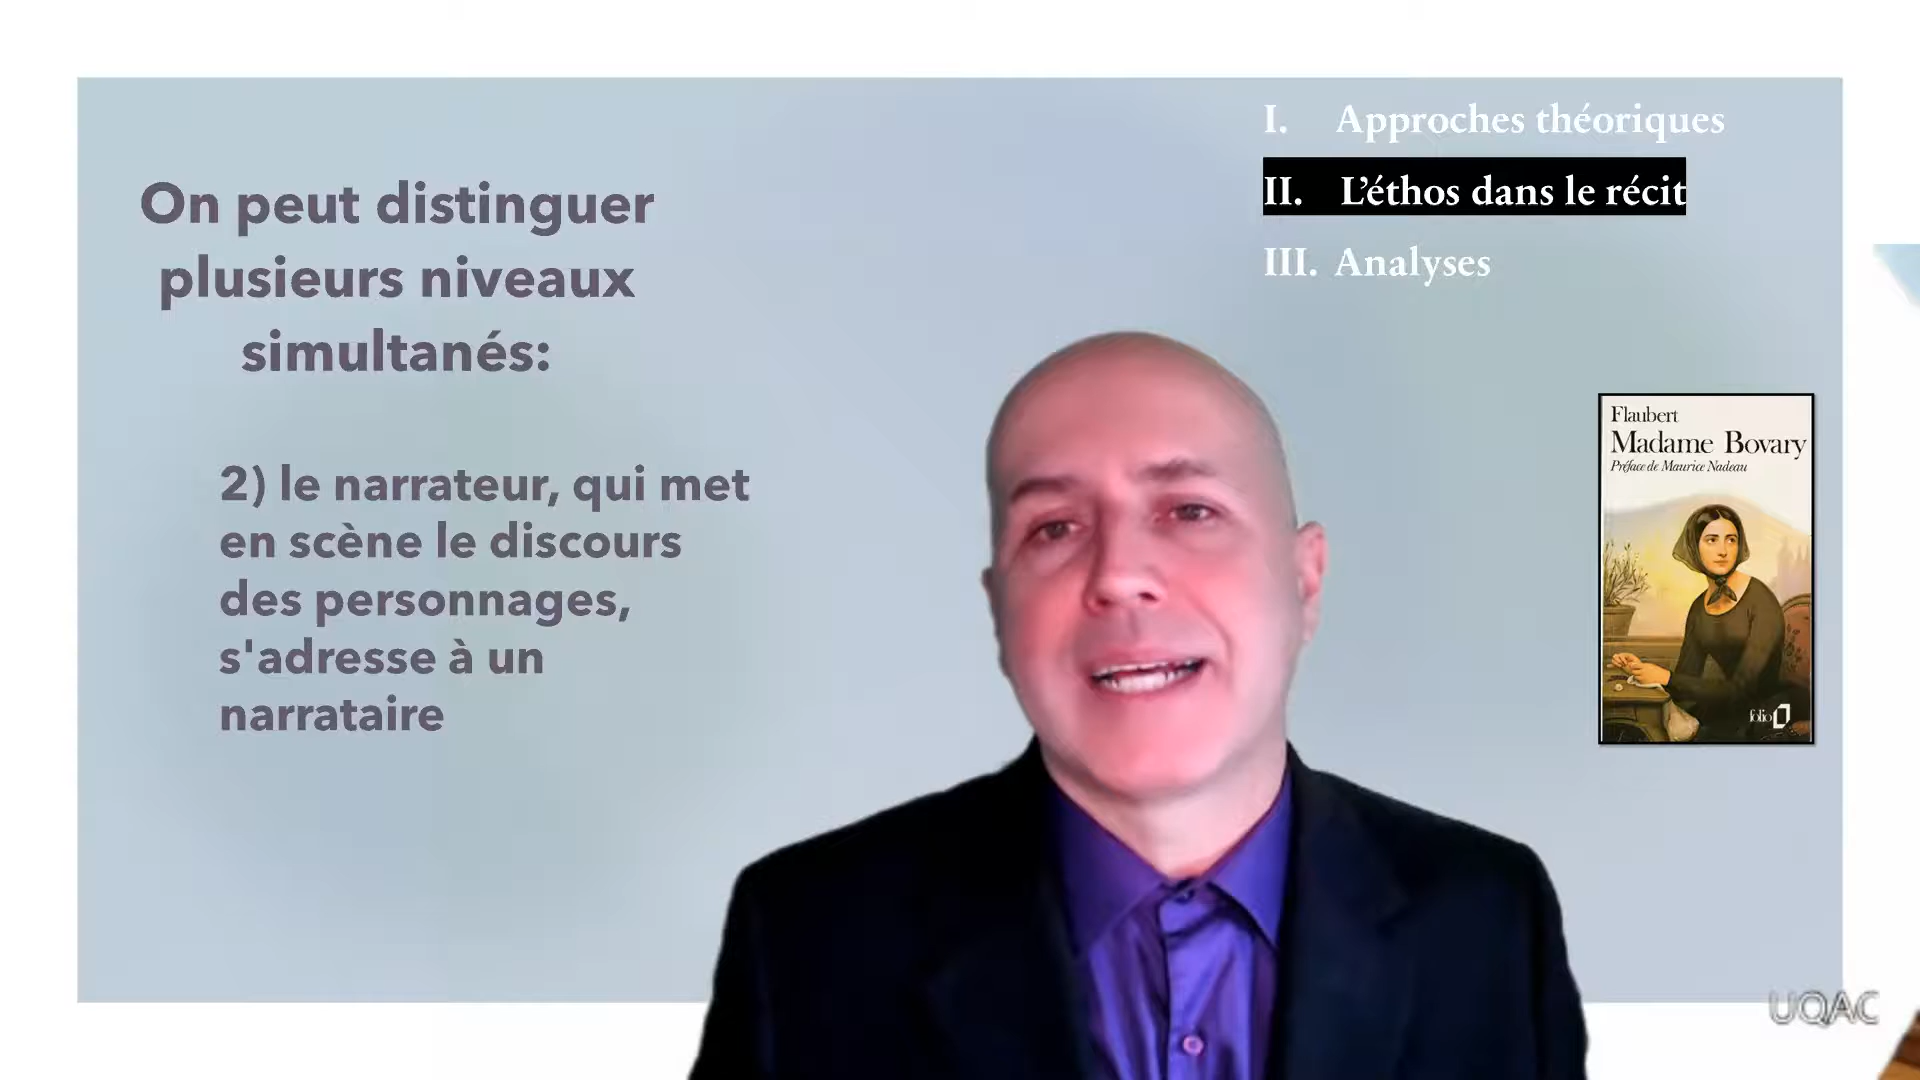 On peut distinguer
plusieurs niveaux
simultanés:
2) le narrateur, qui met
en scène le discours
des personnages,
s'adresse à un
narrataire
I. Approches théoriques
II. L’éthos dans le récit
III. Analyses
Flaubert
Madame Bovary
Préface de Maurice Nadeau
folio
UQAC